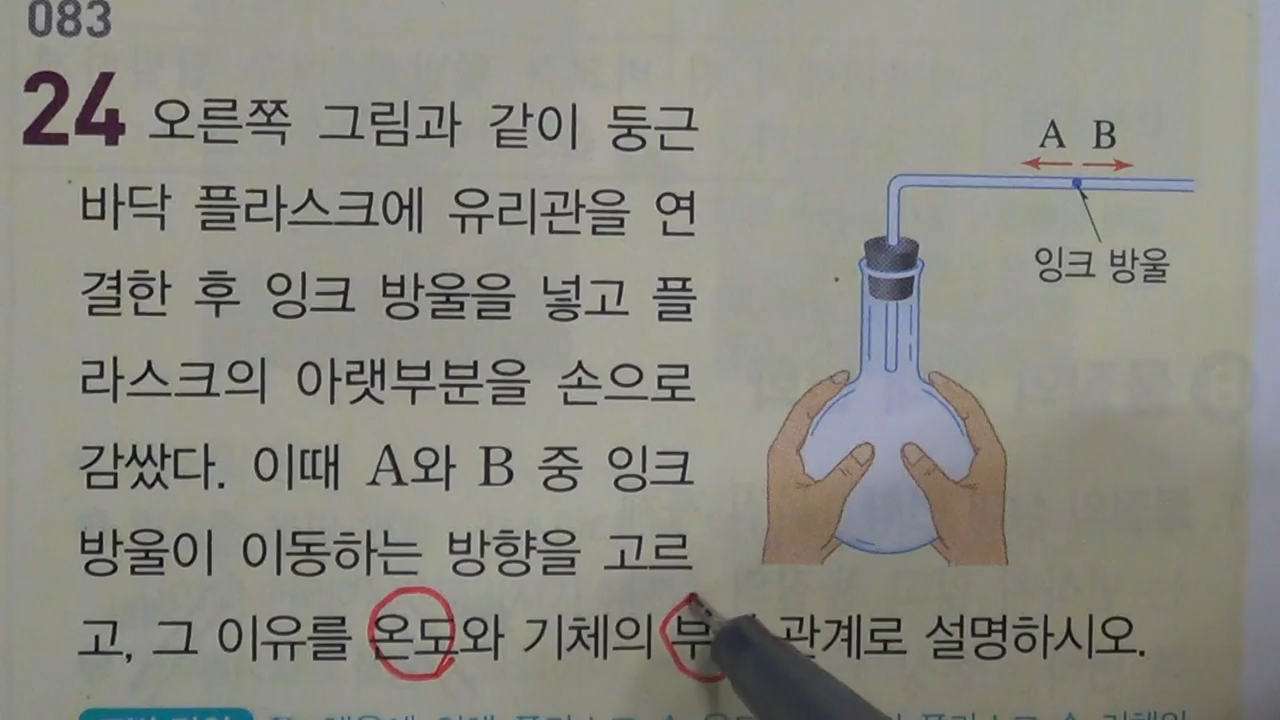 083
24 오른쪽 그림과 같이 둥근
바닥 플라스크에 유리관을 연
결한 후 잉크 방울을 넣고 플
라스크의 아랫부분을 손으로
감쌌다. 이때 A와 B 중 잉크
방울이 이동하는 방향을 고르
고, 그 이유를 온도와 기체의 관계로 설명하시오.
A B
잉크 방울